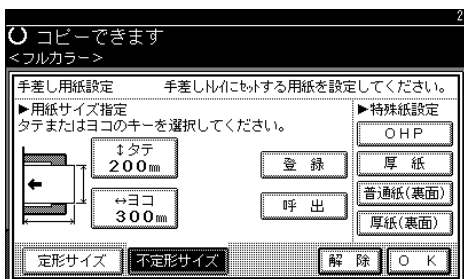 2
コピーできます
<フルカラー>
手差し用紙設定 手差しトレイにセットする用紙を設定してください。
▶用紙サイズ指定
タテまたはヨコのキーを選択してください。
▶特殊紙設定
OHP
↕タテ
200mm
登 録
厚 紙
普通紙(裏面)
↔ヨコ
300mm
呼 出
厚紙(裏面)
定形サイズ
不定形サイズ
解 除
O K